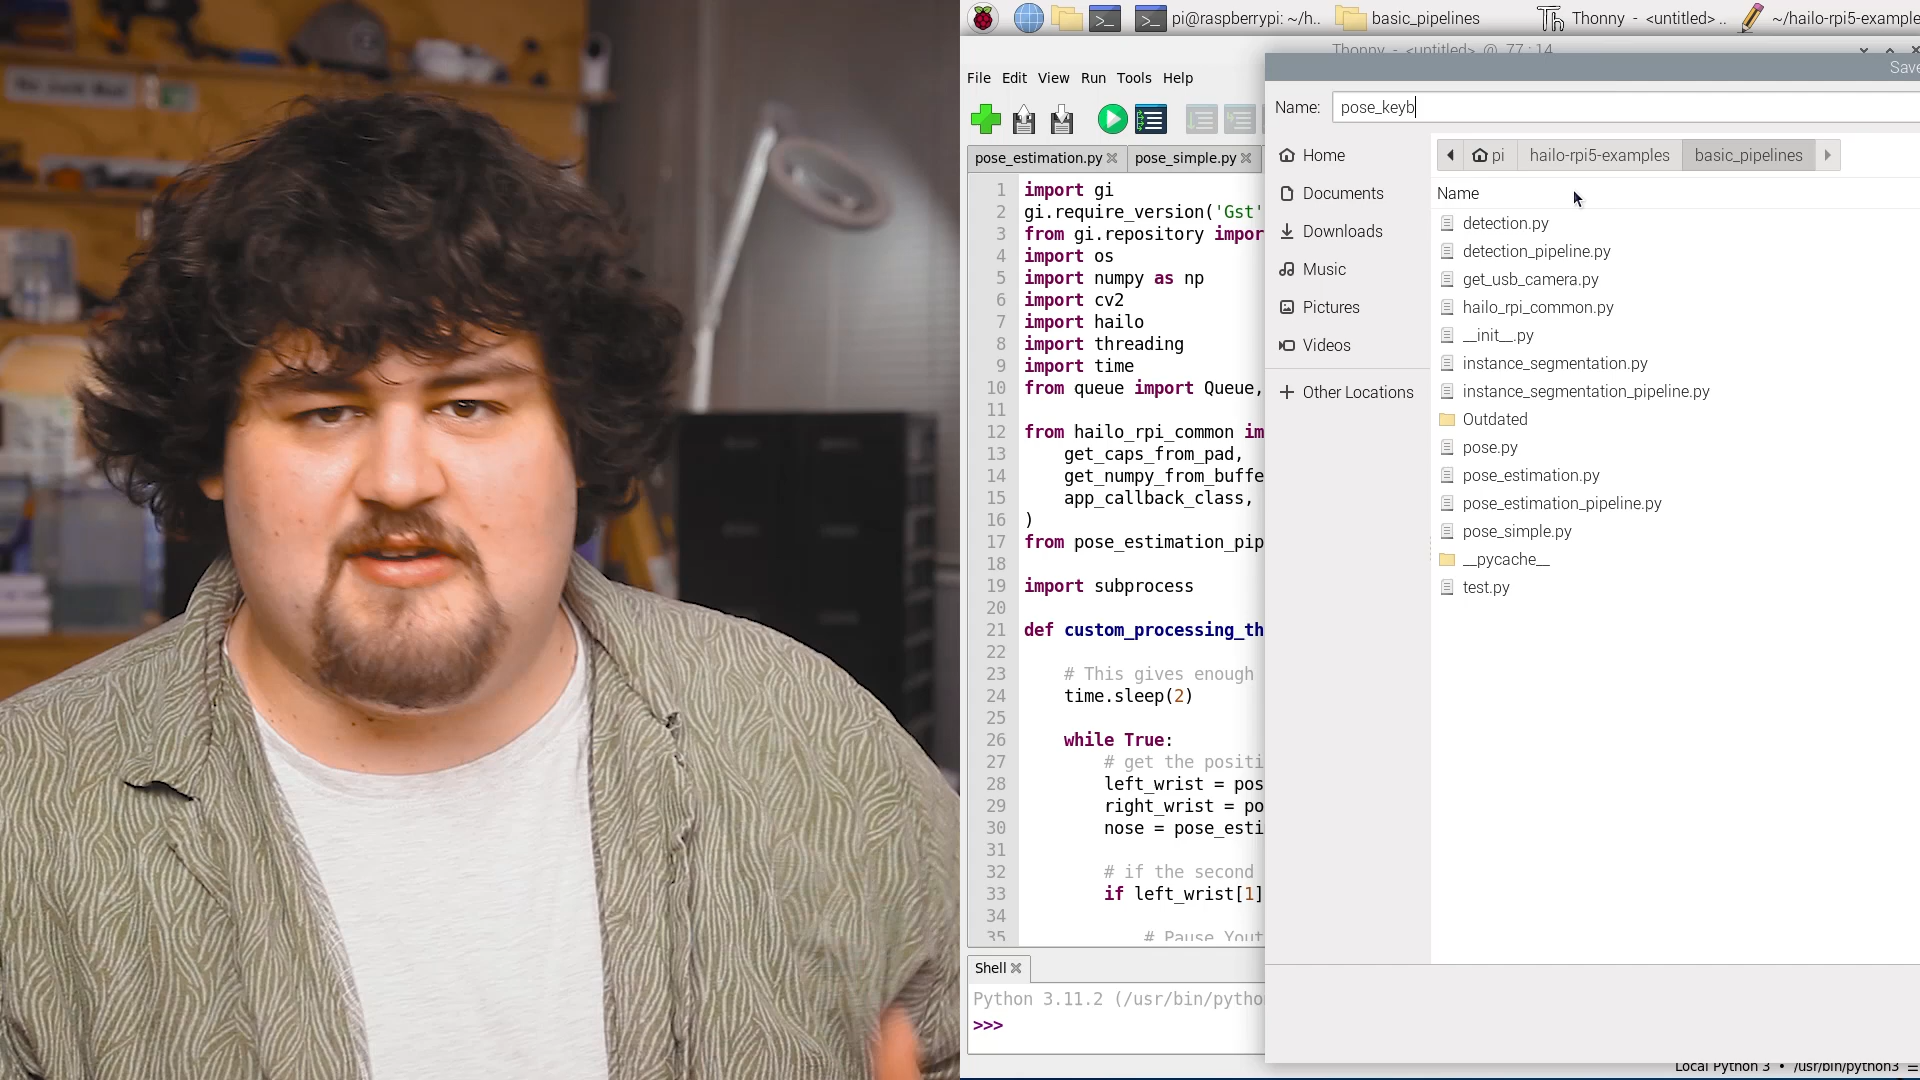 pi@raspberrypi: ~/h..
basic_pipelines
Thonny - <untitled> ..
~/hailo-rpi5-example
Thonny - <untitled> @ 77 : 14
File Edit View Run Tools Help
Save
Name: pose_keyb
pose_estimation.py
pose_simple.py
Home
Documents
Downloads
Music
Pictures
Videos
Other Locations
pi
hailo-rpi5-examples
basic_pipelines
Name
detection.py
detection_pipeline.py
get_usb_camera.py
hailo_rpi_common.py
__init__.py
instance_segmentation.py
instance_segmentation_pipeline.py
Outdated
pose.py
pose_estimation.py
pose_estimation_pipeline.py
pose_simple.py
__pycache__
test.py
1 import gi
2 gi.require_version('Gst'
3 from gi.repository impor
4 import os
5 import numpy as np
6 import cv2
7 import hailo
8 import threading
9 import time
10 from queue import Queue,
11
12 from hailo_rpi_common im
13 get_caps_from_pad,
14 get_numpy_from_buffe
15 app_callback_class,
16 )
17 from pose_estimation_pip
18
19 import subprocess
20
21 def custom_processing_th
22
23 # This gives enough
24 time.sleep(2)
25
26 while True:
27 # get the positi
28 left_wrist = pos
29 right_wrist = po
30 nose = pose_esti
31
32 # if the second
33 if left_wrist[1]
34
35 # Pause Yout
Shell
Python 3.11.2 (/usr/bin/pytho
>>>
Local Python 3 • /usr/bin/python3